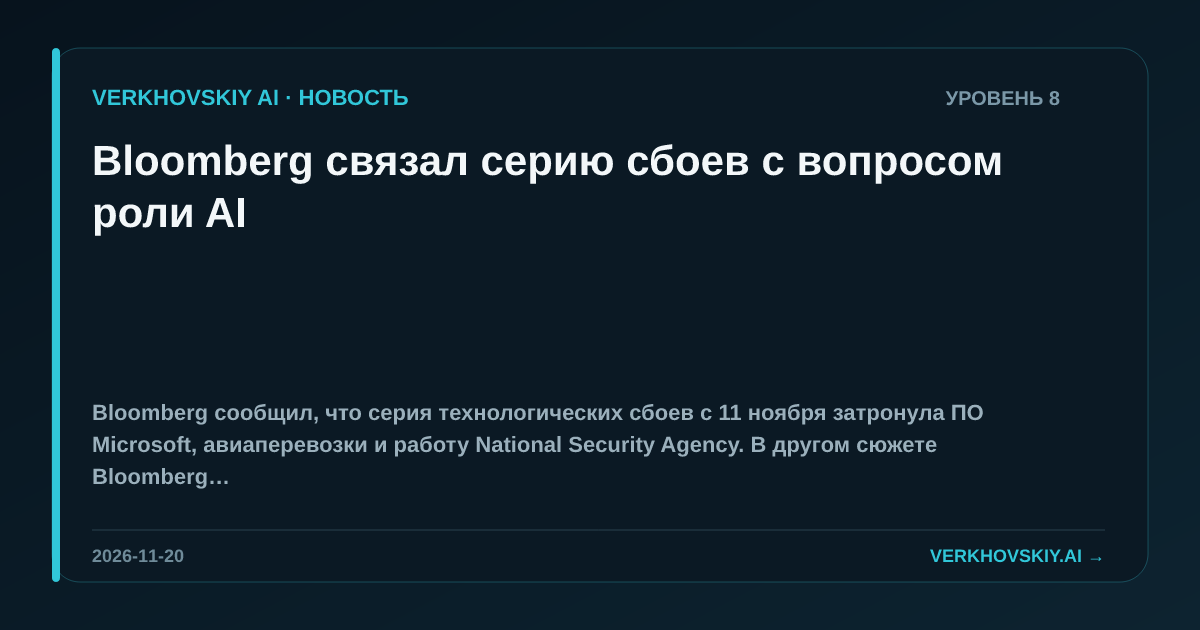 VERKHOVSKIY AI · НОВОСТЬ
УРОВЕНЬ 8
Bloomberg связал серию сбоев с вопросом
роли AI
Bloomberg сообщил, что серия технологических сбоев с 11 ноября затронула ПО
Microsoft, авиаперевозки и работу National Security Agency. В другом сюжете
Bloomberg…
2026-11-20
VERKHOVSKIY.AI →